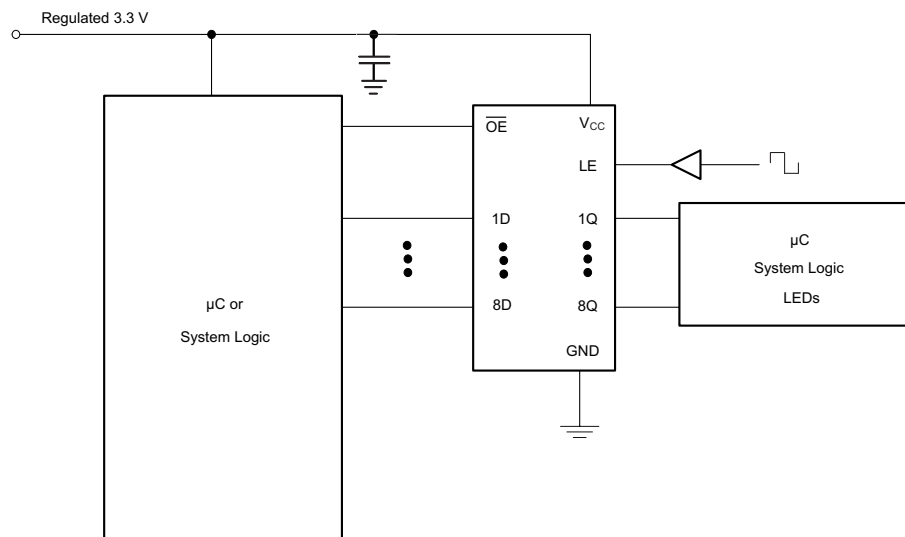 Regulated 3.3 V
OE
VCC
LE
1D
1Q
µC
System Logic
LEDs
µC or
System Logic
8D
8Q
GND